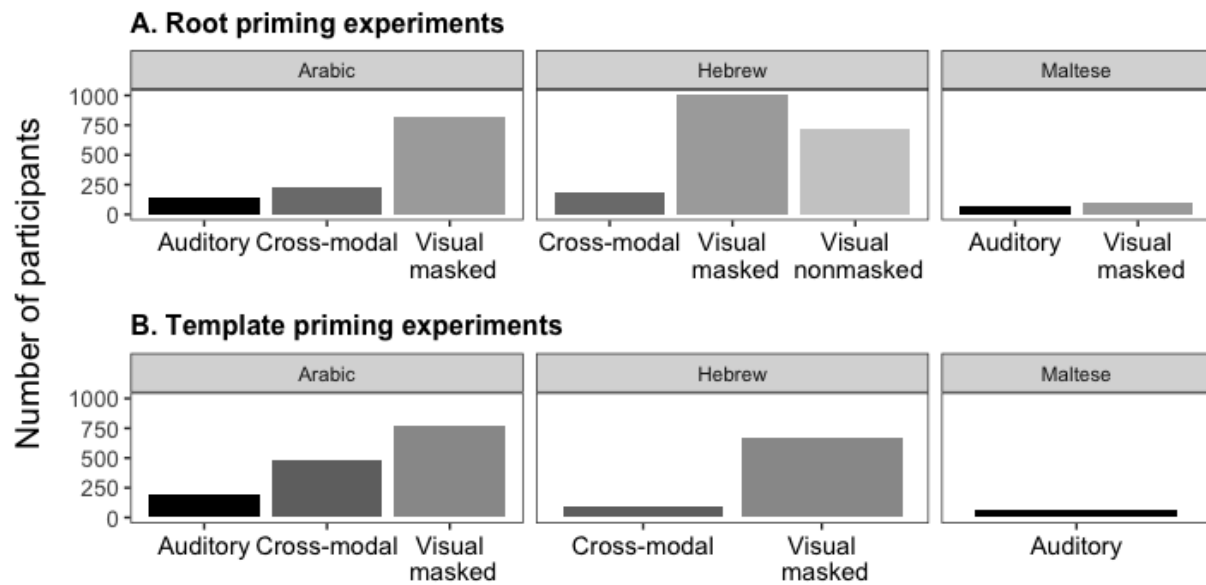 A. Root priming experiments
Arabic
Hebrew
Maltese
Number of participants
1000
750
500
250
0
Auditory
Cross-modal
Visual
masked
Cross-modal
Visual
masked
Visual
nonmasked
Auditory
Visual
masked
B. Template priming experiments
Arabic
Hebrew
Maltese
1000
750
500
250
0
Auditory
Cross-modal
Visual
masked
Cross-modal
Visual
masked
Auditory